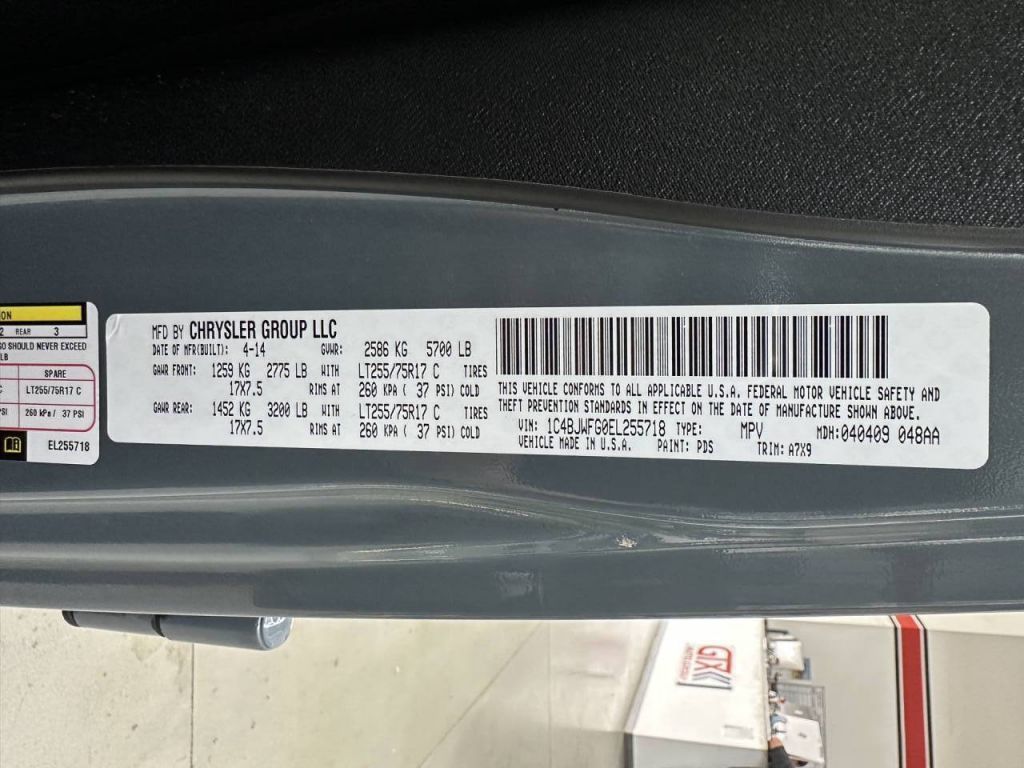 ON
2 REAR 3
GO SHOULD NEVER EXCEED
LB
SPARE
C LT255/75R17 C
PSI 260 kPa/ 37 PSI
EL255718
MFD BY CHRYSLER GROUP LLC
DATE OF MFR(BUILT): 4-14 GVWR: 2586 KG 5700 LB
GAWR FRONT: 1259 KG 2775 LB WITH LT255/75R17 C TIRES
17X7.5 RIMS AT 260 KPA ( 37 PSI) COLD
GAWR REAR: 1452 KG 3200 LB WITH LT255/75R17 C TIRES
17X7.5 RIMS AT 260 KPA ( 37 PSI) COLD
THIS VEHICLE CONFORMS TO ALL APPLICABLE U.S.A. FEDERAL MOTOR VEHICLE SAFETY AND
THEFT PREVENTION STANDARDS IN EFFECT ON THE DATE OF MANUFACTURE SHOWN ABOVE.
VIN: 1C4BJWFG0EL255718 TYPE: MPV MDH: 040409 048AA
VEHICLE MADE IN U.S.A. PAINT: PDS TRIM: A7X9
GTX